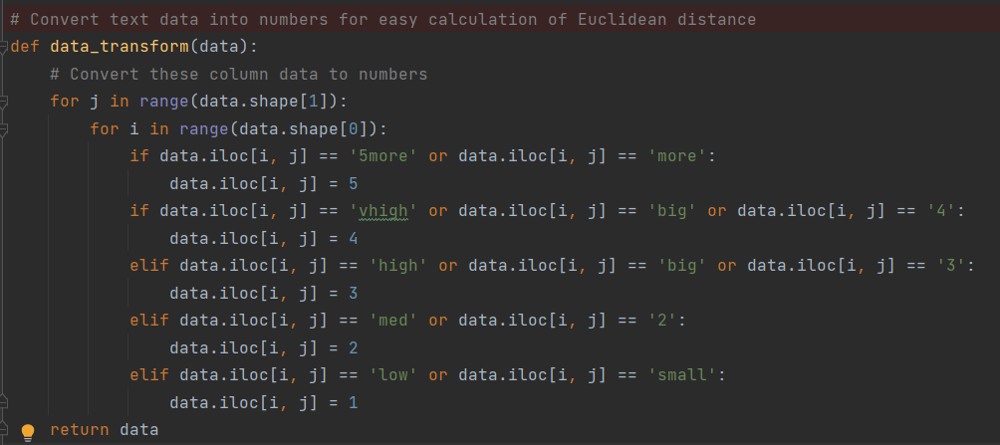 # Convert text data into numbers for easy calculation of Euclidean distance
def data_transform(data):
    # Convert these column data to numbers
    for j in range(data.shape[1]):
        for i in range(data.shape[0]):
            if data.iloc[i, j] == '5more' or data.iloc[i, j] == 'more':
                data.iloc[i, j] = 5
            if data.iloc[i, j] == 'vhigh' or data.iloc[i, j] == 'big' or data.iloc[i, j] == '4':
                data.iloc[i, j] = 4
            elif data.iloc[i, j] == 'high' or data.iloc[i, j] == 'big' or data.iloc[i, j] == '3':
                data.iloc[i, j] = 3
            elif data.iloc[i, j] == 'med' or data.iloc[i, j] == '2':
                data.iloc[i, j] = 2
            elif data.iloc[i, j] == 'low' or data.iloc[i, j] == 'small':
                data.iloc[i, j] = 1
    return data